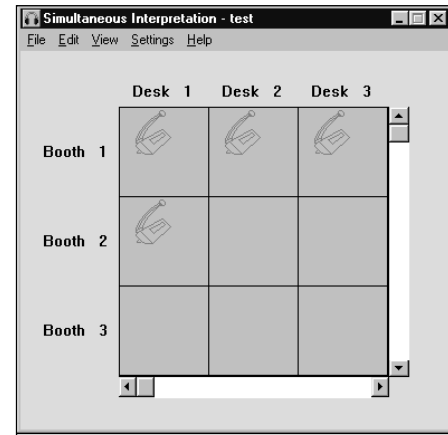 Simultaneous Interpretation - test
File Edit View Settings Help
Desk 1 Desk 2 Desk 3
Booth 1
Booth 2
Booth 3